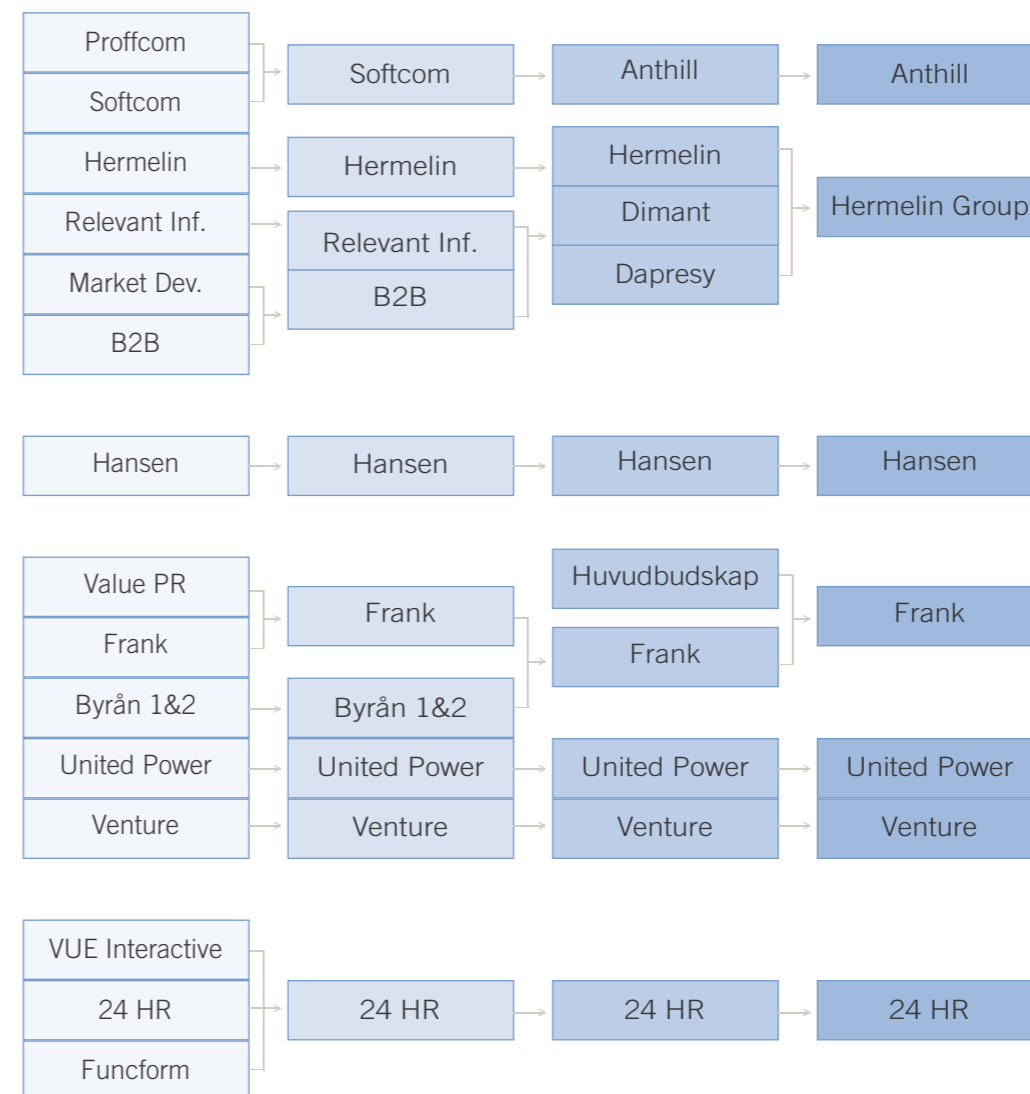 Proffcom
Softcom
Hermelin
Relevant Inf.
Market Dev.
B2B
Softcom
Hermelin
Relevant Inf.
B2B
Anthill
Hermelin
Dimant
Dapresy
Anthill
Hermelin Group
Hansen
Hansen
Hansen
Hansen
Value PR
Frank
Byrån 1&2
United Power
Venture
Frank
Byrån 1&2
United Power
Venture
Huvudbudskap
Frank
United Power
Venture
Frank
United Power
Venture
VUE Interactive
24 HR
Funcform
24 HR
24 HR
24 HR